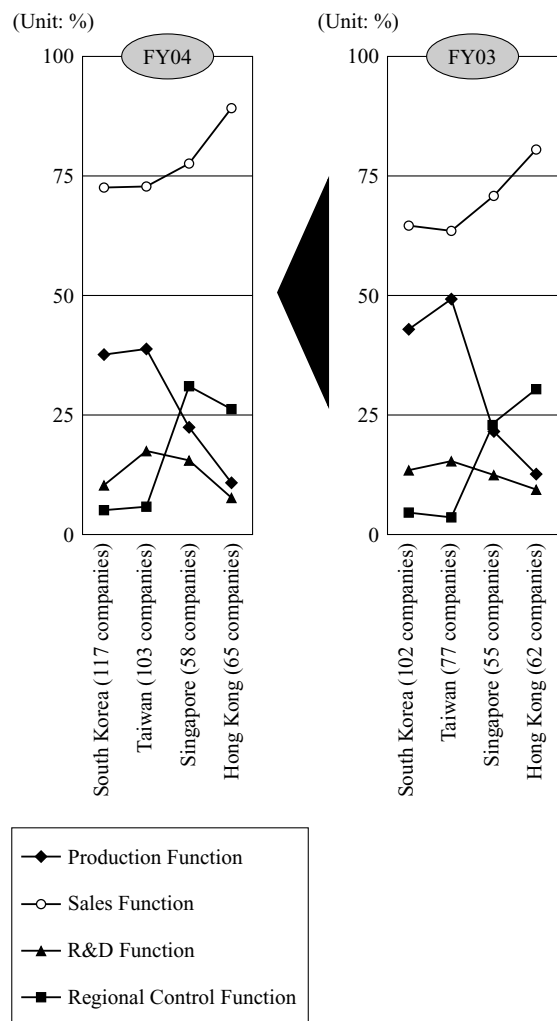 (Unit: %)
FY04
100
75
50
25
0
South Korea (117 companies)
Taiwan (103 companies)
Singapore (58 companies)
Hong Kong (65 companies)
(Unit: %)
FY03
100
75
50
25
0
South Korea (102 companies)
Taiwan (77 companies)
Singapore (55 companies)
Hong Kong (62 companies)
Production Function
Sales Function
R&D Function
Regional Control Function